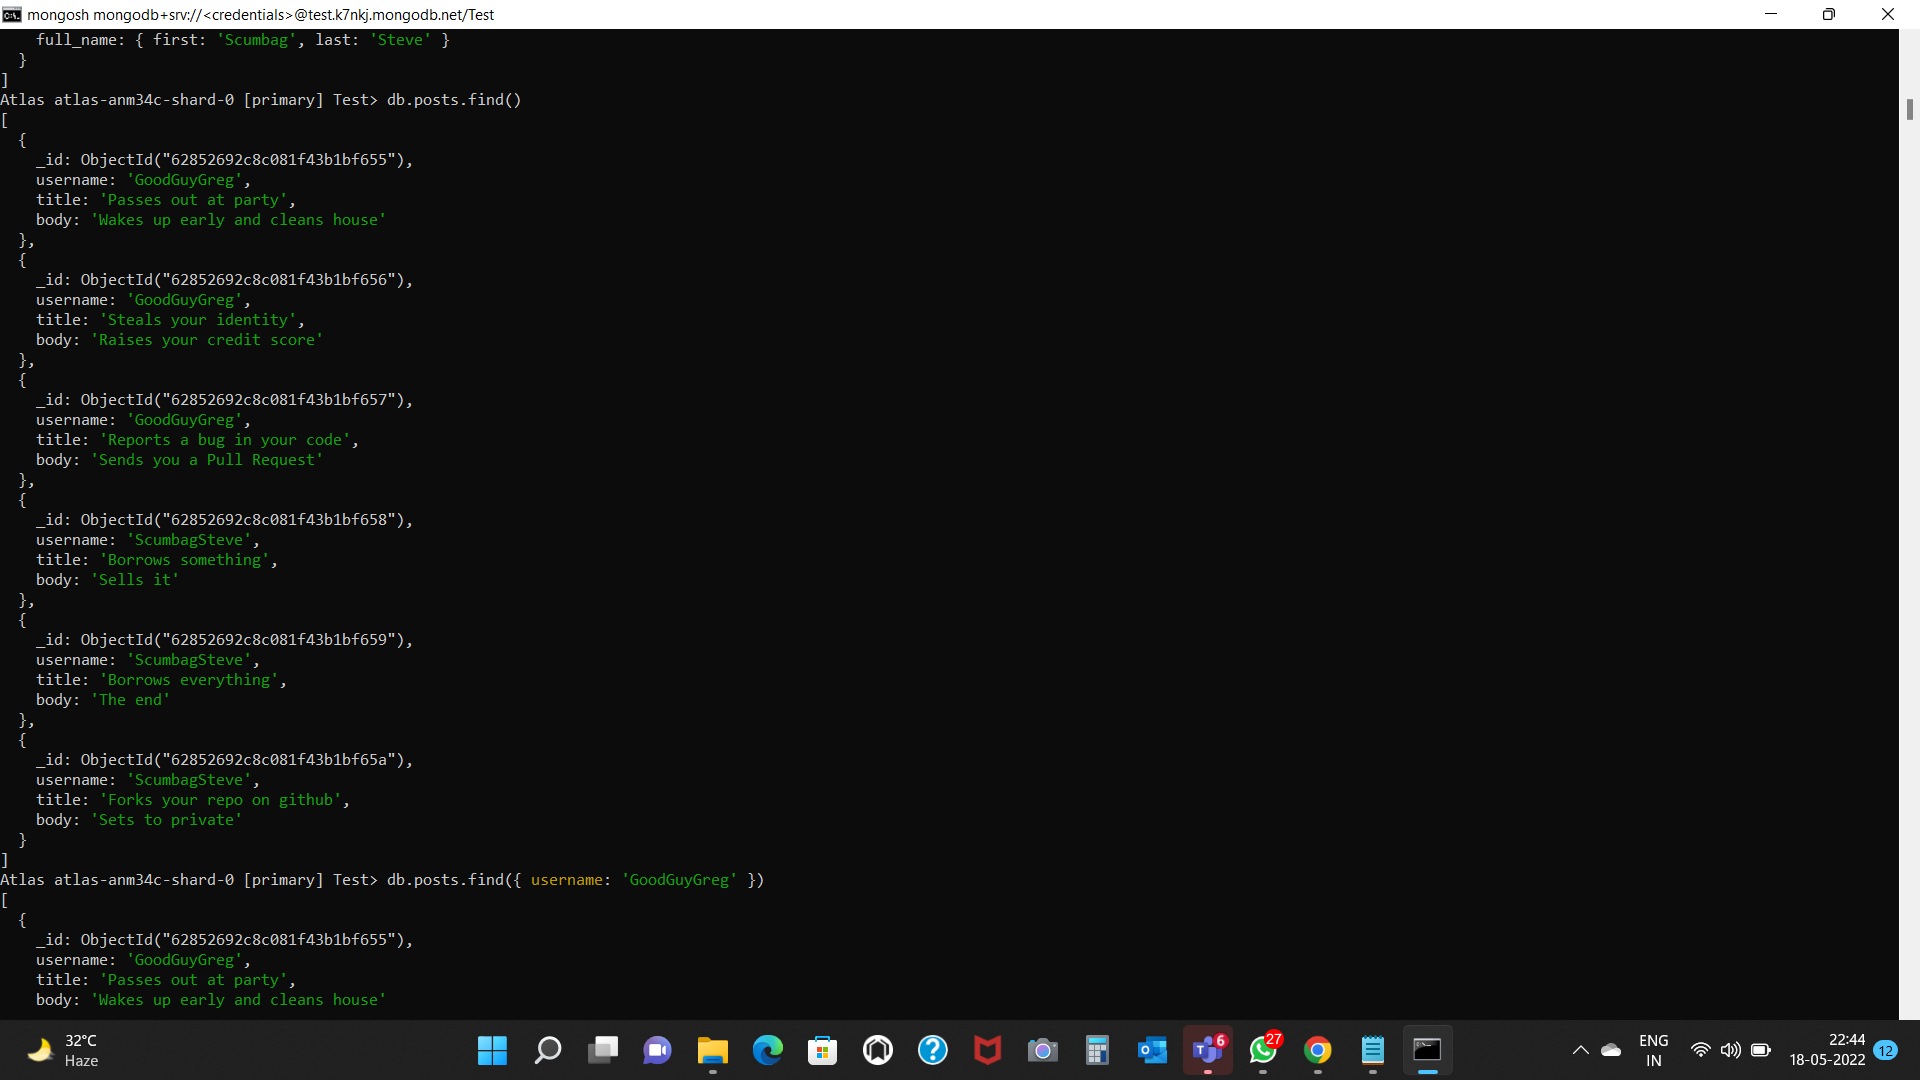 mongosh mongodb+srv://<credentials>@test.k7nkj.mongodb.net/Test
    full_name: { first: 'Scumbag', last: 'Steve' }
  }
]
Atlas atlas-anm34c-shard-0 [primary] Test> db.posts.find()
[
  {
    _id: ObjectId("62852692c8c081f43b1bf655"),
    username: 'GoodGuyGreg',
    title: 'Passes out at party',
    body: 'Wakes up early and cleans house'
  },
  {
    _id: ObjectId("62852692c8c081f43b1bf656"),
    username: 'GoodGuyGreg',
    title: 'Steals your identity',
    body: 'Raises your credit score'
  },
  {
    _id: ObjectId("62852692c8c081f43b1bf657"),
    username: 'GoodGuyGreg',
    title: 'Reports a bug in your code',
    body: 'Sends you a Pull Request'
  },
  {
    _id: ObjectId("62852692c8c081f43b1bf658"),
    username: 'ScumbagSteve',
    title: 'Borrows something',
    body: 'Sells it'
  },
  {
    _id: ObjectId("62852692c8c081f43b1bf659"),
    username: 'ScumbagSteve',
    title: 'Borrows everything',
    body: 'The end'
  },
  {
    _id: ObjectId("62852692c8c081f43b1bf65a"),
    username: 'ScumbagSteve',
    title: 'Forks your repo on github',
    body: 'Sets to private'
  }
]
Atlas atlas-anm34c-shard-0 [primary] Test> db.posts.find({ username: 'GoodGuyGreg' })
[
  {
    _id: ObjectId("62852692c8c081f43b1bf655"),
    username: 'GoodGuyGreg',
    title: 'Passes out at party',
    body: 'Wakes up early and cleans house'
32°C
Haze
6
27
ENG
IN
22:44
18-05-2022
12